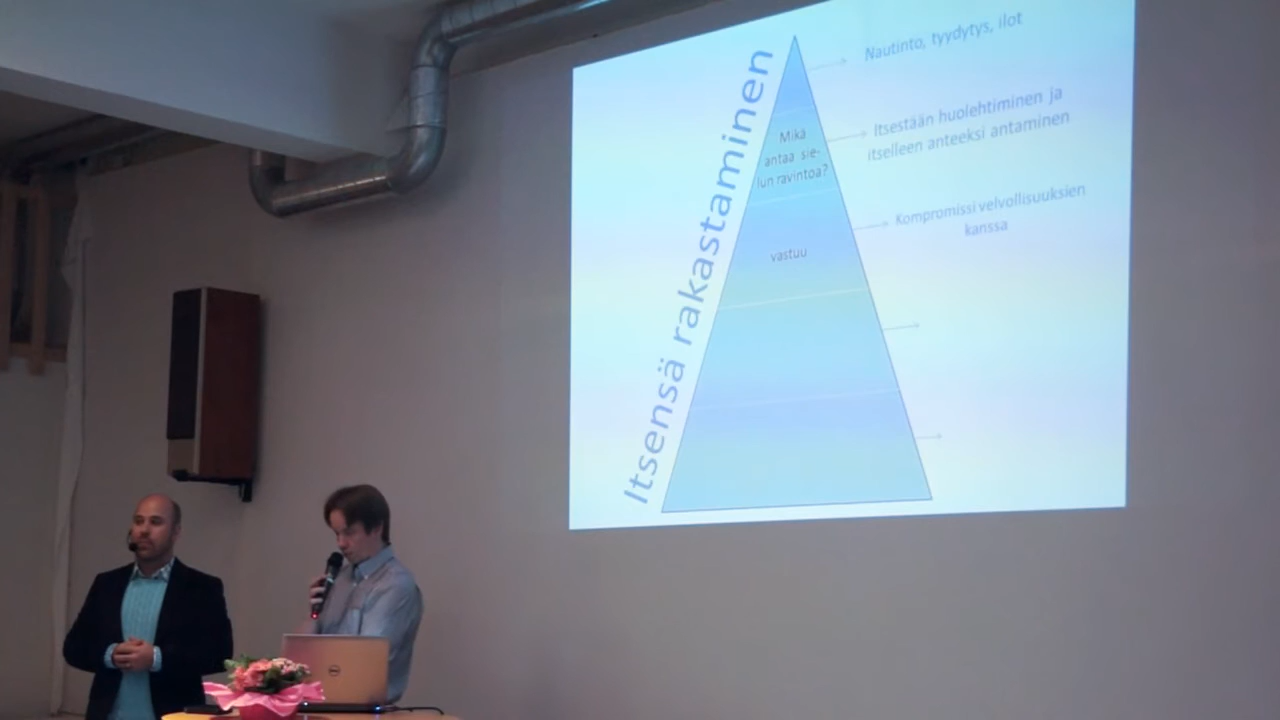 Itsensä rakastaminen
Nautinto, tyydytys, ilot
Mikä
antaa sie-
lun ravintoa?
Itsestään huolehtiminen ja
itselleen anteeksi antaminen
vastuu
Kompromissi velvollisuuksien
kanssa
DELL